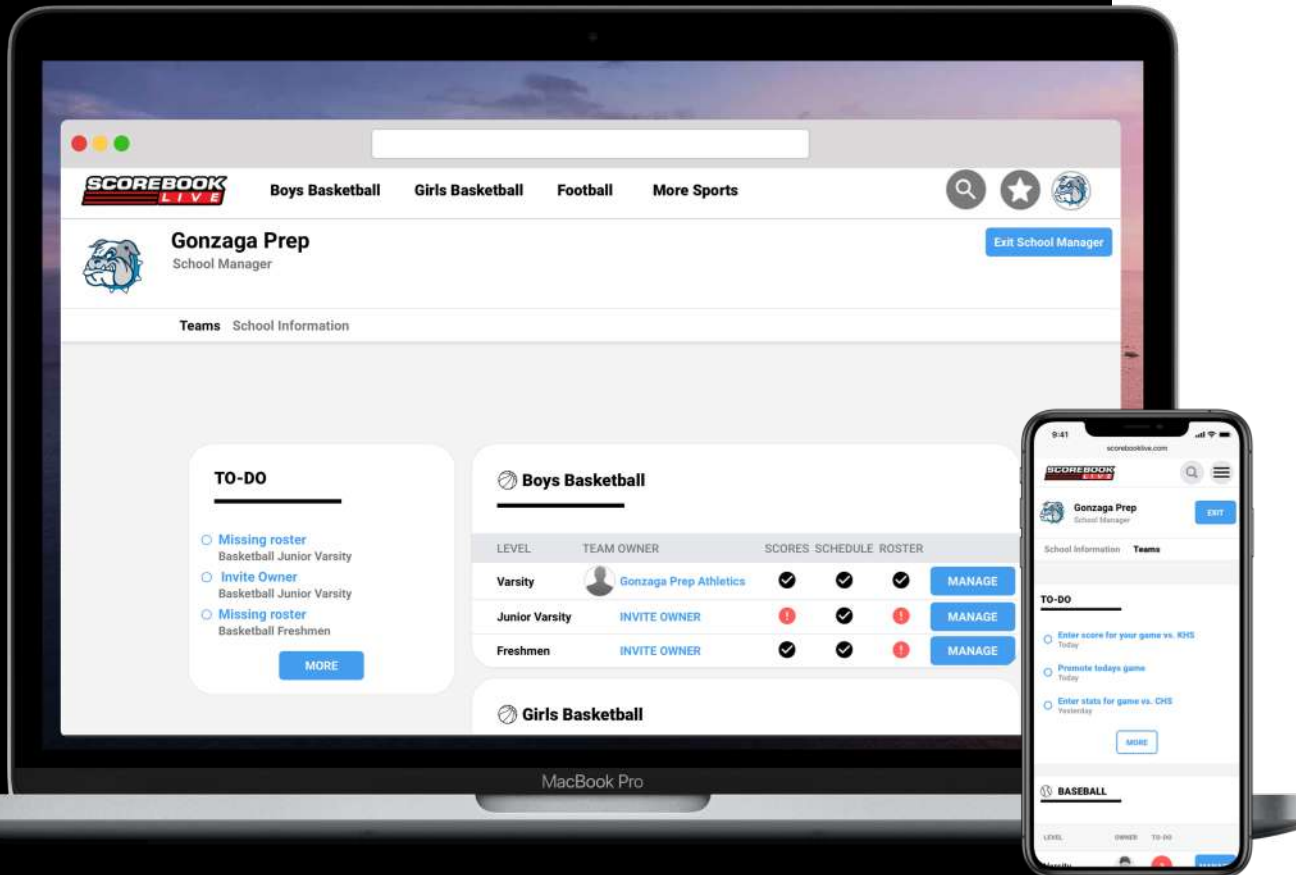 SCOREBOOK
LIVE
Boys Basketball Girls Basketball Football More Sports
Gonzaga Prep
School Manager
Exit School Manager
Teams School Information
TO-DO
Missing roster
Basketball Junior Varsity
Invite Owner
Basketball Junior Varsity
Missing roster
Basketball Freshmen
MORE
Boys Basketball
LEVEL TEAM OWNER SCORES SCHEDULE ROSTER
Varsity Gonzaga Prep Athletics MANAGE
Junior Varsity INVITE OWNER MANAGE
Freshmen INVITE OWNER MANAGE
Girls Basketball
MacBook Pro
9:41
scorebooklive.com
SCOREBOOK
LIVE
Gonzaga Prep
School Manager
EXIT
School Information Teams
TO-DO
Enter score for your game vs. KHS
Today
Promote todays game
Today
Enter stats for game vs. CHS
Yesterday
MORE
BASEBALL
LEVEL OWNER TO-DO